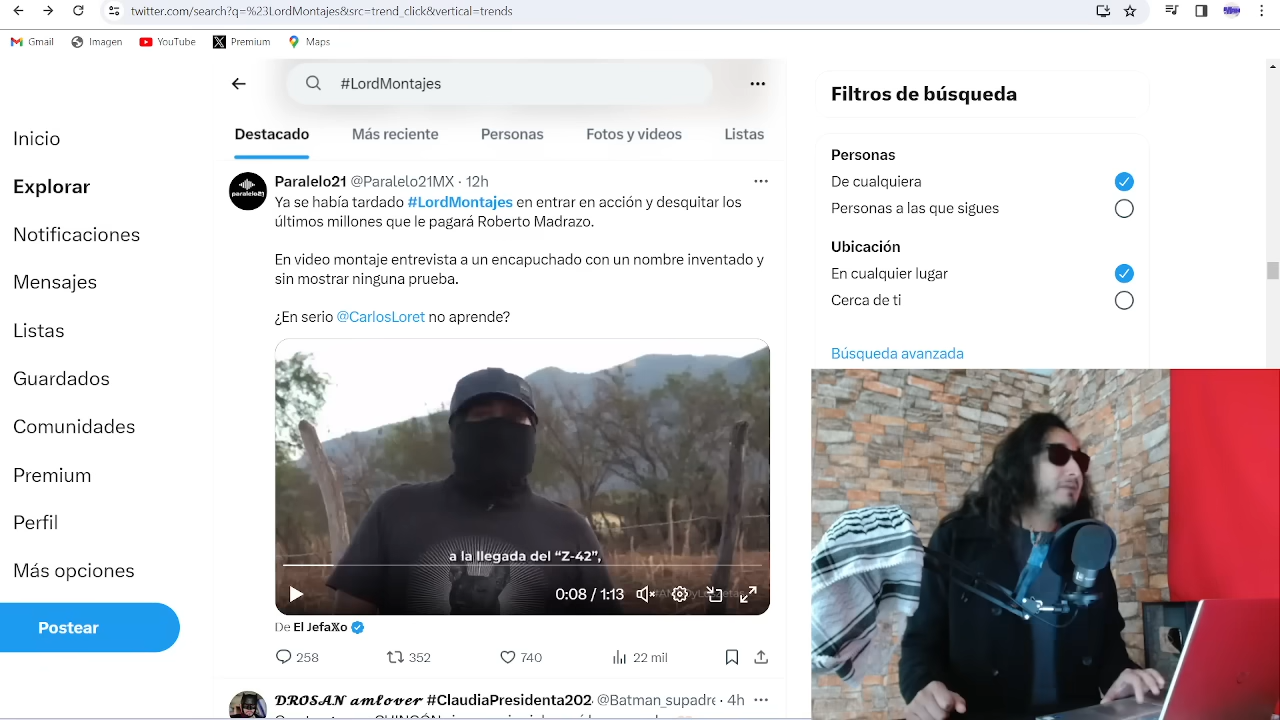 twitter.com/search?q=%23LordMontajes&src=trend_click&vertical=trends
Gmail
Imagen
YouTube
Premium
Maps
Inicio
Explorar
Notificaciones
Mensajes
Listas
Guardados
Comunidades
Premium
Perfil
Más opciones
Postear
#LordMontajes
Destacado
Más reciente
Personas
Fotos y videos
Listas
paralelo21
Paralelo21 @Paralelo21MX · 12h
Ya se había tardado #LordMontajes en entrar en acción y desquitar los
últimos millones que le pagará Roberto Madrazo.
En video montaje entrevista a un encapuchado con un nombre inventado y
sin mostrar ninguna prueba.
¿En serio @CarlosLoret no aprende?
a la llegada del “Z-42”,
0:08 / 1:13
De El JefaXo
258
352
740
22 mil
DROSAN amlover #ClaudiaPresidenta202 @Batman_supadre · 4h
Filtros de búsqueda
Personas
De cualquiera
Personas a las que sigues
Ubicación
En cualquier lugar
Cerca de ti
Búsqueda avanzada